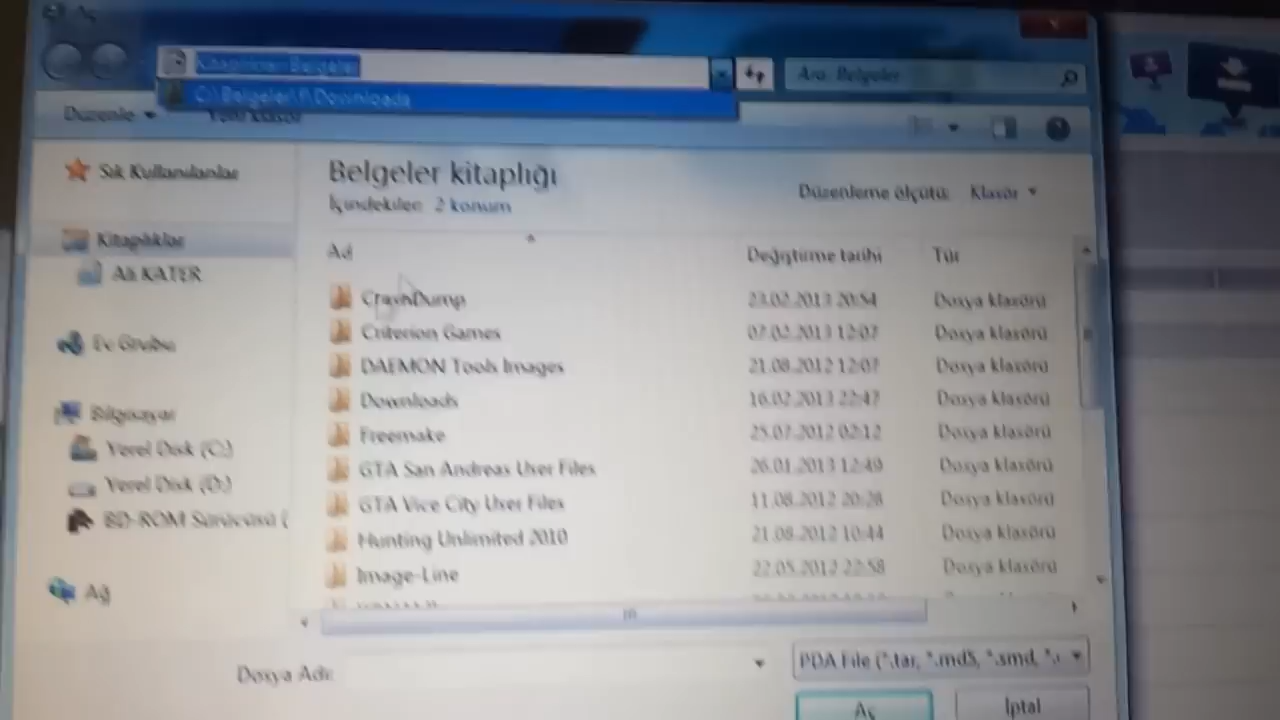 Aç
Kitaplıklar\Belgeler
Ara: Belgeler
C:\Belgeler\f\Downloads
Düzenle
Yeni klasör
Sık Kullanılanlar
Kitaplıklar
Ali KATER
Ev Grubu
Bilgisayar
Yerel Disk (C:)
Yerel Disk (D:)
BD-ROM Sürücüsü (
Ağ
Belgeler kitaplığı
İçindekiler: 2 konum
Düzenleme ölçütü: Klasör
Ad Değiştirme tarihi Tür
CrashDump 23.02.2013 20:54 Dosya klasörü
Criterion Games 07.02.2013 12:07 Dosya klasörü
DAEMON Tools Images 21.08.2012 12:07 Dosya klasörü
Downloads 16.02.2013 22:47 Dosya klasörü
Freemake 25.07.2012 02:12 Dosya klasörü
GTA San Andreas User Files 26.01.2013 12:49 Dosya klasörü
GTA Vice City User Files 11.08.2012 20:28 Dosya klasörü
Hunting Unlimited 2010 21.08.2012 10:44 Dosya klasörü
Image-Line 22.05.2012 22:58 Dosya klasörü
Dosya Adı:
PDA File (*.tar, *.md5, *.smd, *.
Aç
İptal